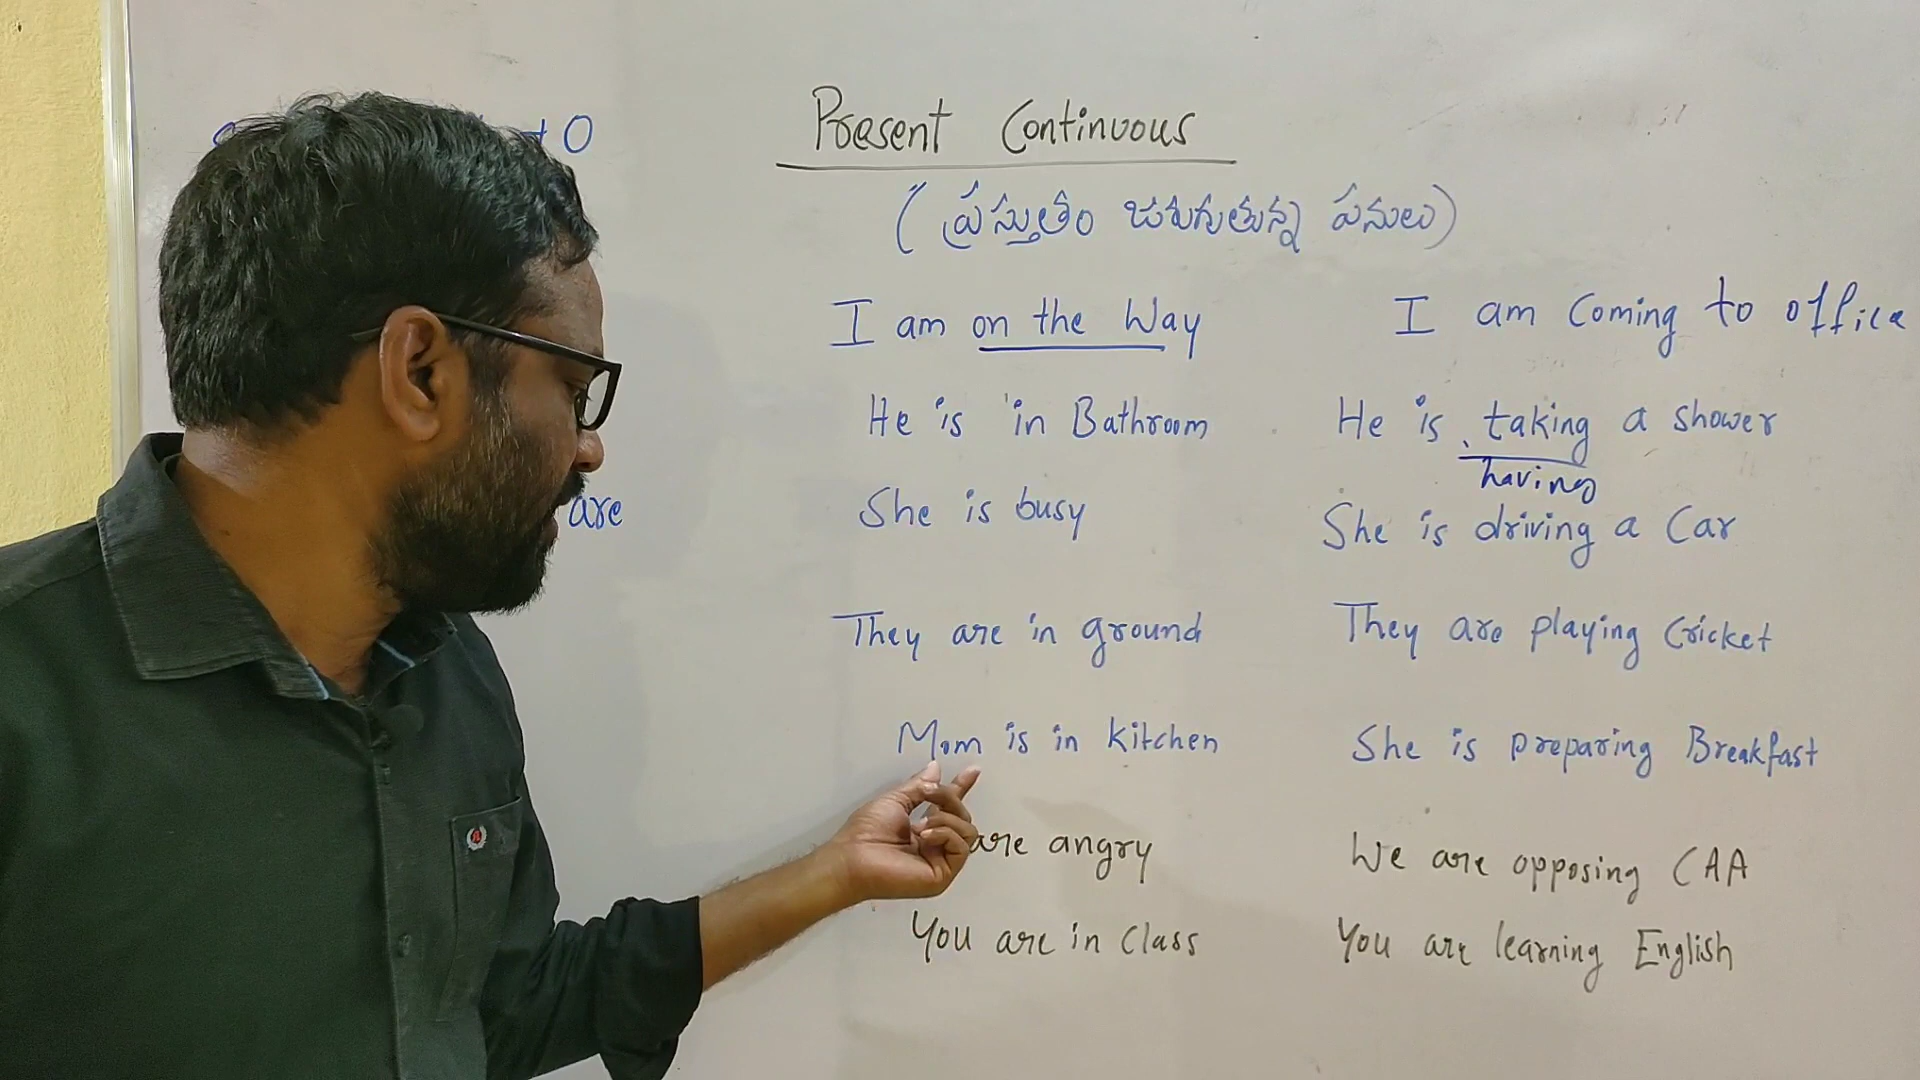 + O
Present Continuous
( ప్రస్తుతం జరుగుతున్న పనులు)
I am on the Way
I am Coming to office
He is in Bathroom
He is taking a shower
having
She is busy
are
She is driving a Car
They are in ground
They are playing Cricket
Mom is in kitchen
She is preparing Breakfast
are angry
We are opposing CAA
You are in Class
You are learning English